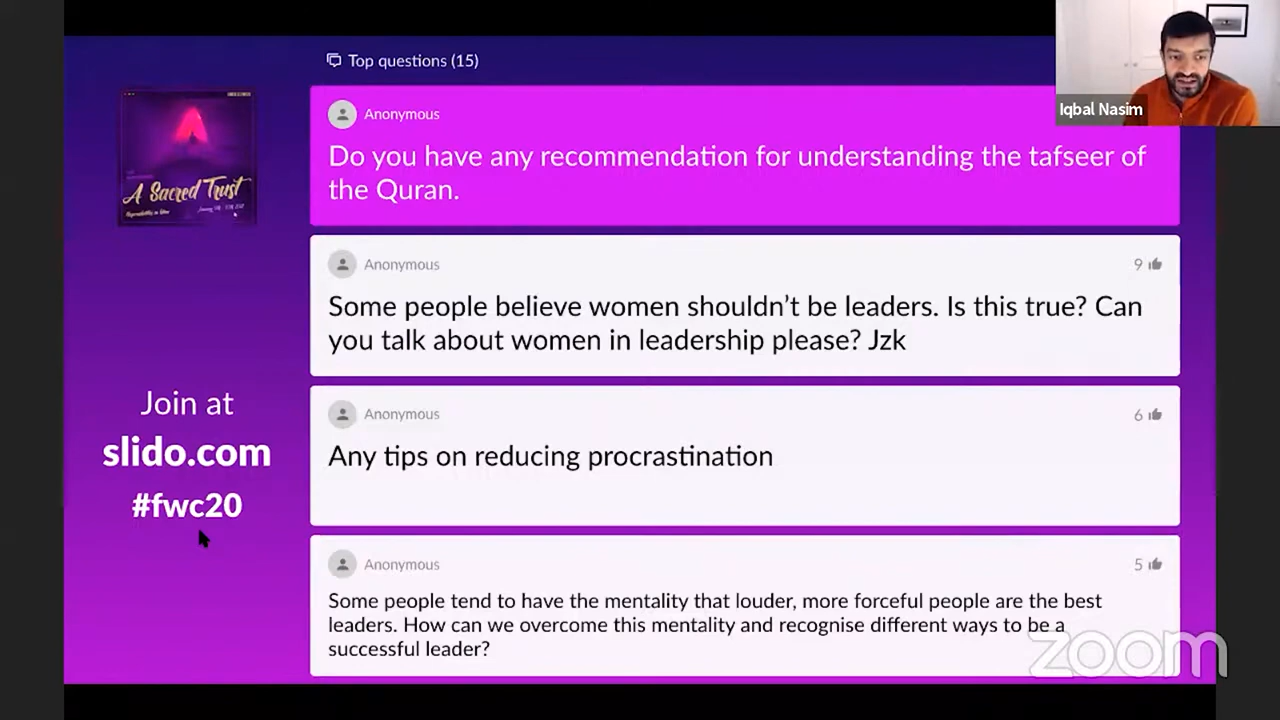 Top questions (15)
Anonymous
Do you have any recommendation for understanding the tafseer of
the Quran.
Iqbal Nasim
A
A Sacred Trust
Anonymous
9
Some people believe women shouldn't be leaders. Is this true? Can
you talk about women in leadership please? Jzk
Join at
slido.com
#fwc20
Anonymous
6
Any tips on reducing procrastination
Anonymous
5
Some people tend to have the mentality that louder, more forceful people are the best
leaders. How can we overcome this mentality and recognise different ways to be a
successful leader?
zoom